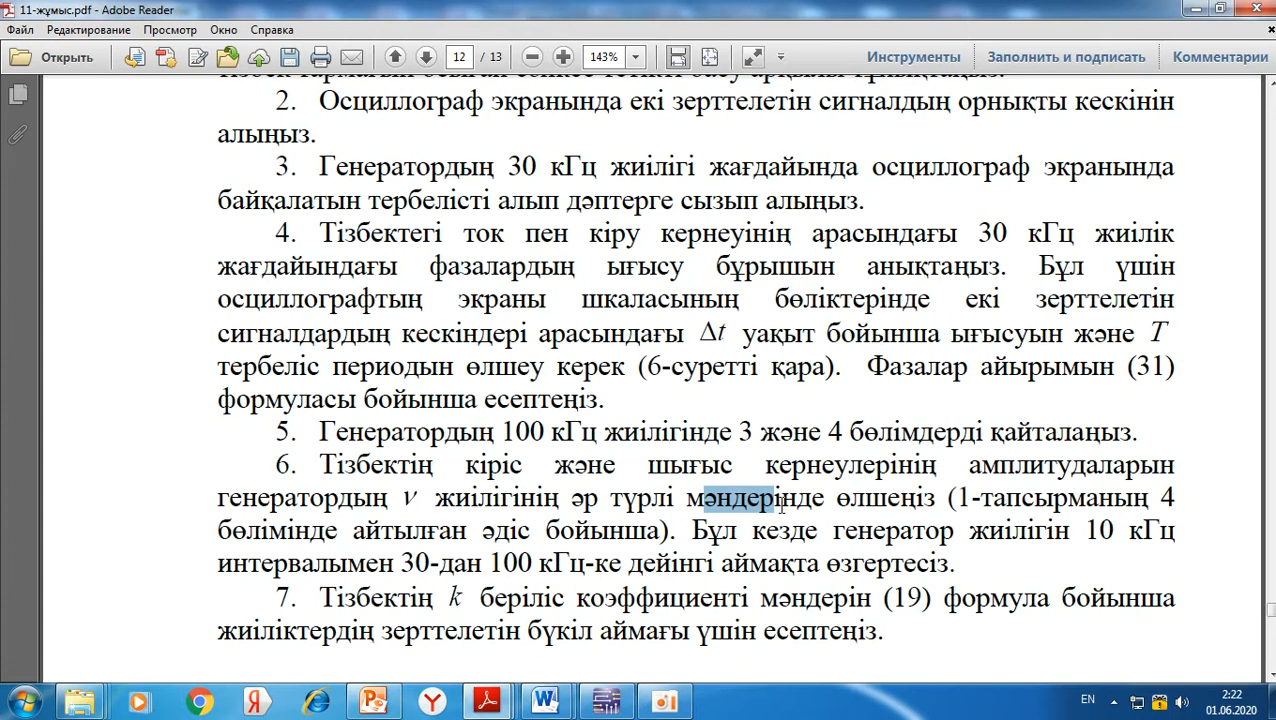 11-жұмыс.pdf - Adobe Reader
Файл Редактирование Просмотр Окно Справка
Открыть 12 / 13 143% Инструменты Заполнить и подписать Комментарии
2. Осциллограф экранында екі зерттелетін сигналдың орнықты кескінін
алыңыз.
3. Генератордың 30 кГц жиілігі жағдайында осциллограф экранында
байқалатын тербелісті алып дәптерге сызып алыңыз.
4. Тізбектегі ток пен кіру кернеуінің арасындағы 30 кГц жиілік
жағдайындағы фазалардың ығысу бұрышын анықтаңыз. Бұл үшін
осциллографтың экраны шкаласының бөліктерінде екі зерттелетін
сигналдардың кескіндері арасындағы Δt уақыт бойынша ығысуын және T
тербеліс периодын өлшеу керек (6-суретті қара). Фазалар айырымын (31)
формуласы бойынша есептеңіз.
5. Генератордың 100 кГц жиілігінде 3 және 4 бөлімдерді қайталаңыз.
6. Тізбектің кіріс және шығыс кернеулерінің амплитудаларын
генератордың ν жиілігінің әр түрлі мәндерінде өлшеңіз (1-тапсырманың 4
бөлімінде айтылған әдіс бойынша). Бұл кезде генератор жиілігін 10 кГц
интервалымен 30-дан 100 кГц-ке дейінгі аймақта өзгертесіз.
7. Тізбектің k беріліс коэффициенті мәндерін (19) формула бойынша
жиіліктердің зерттелетін бүкіл аймағы үшін есептеңіз.
EN 2:22
01.06.2020